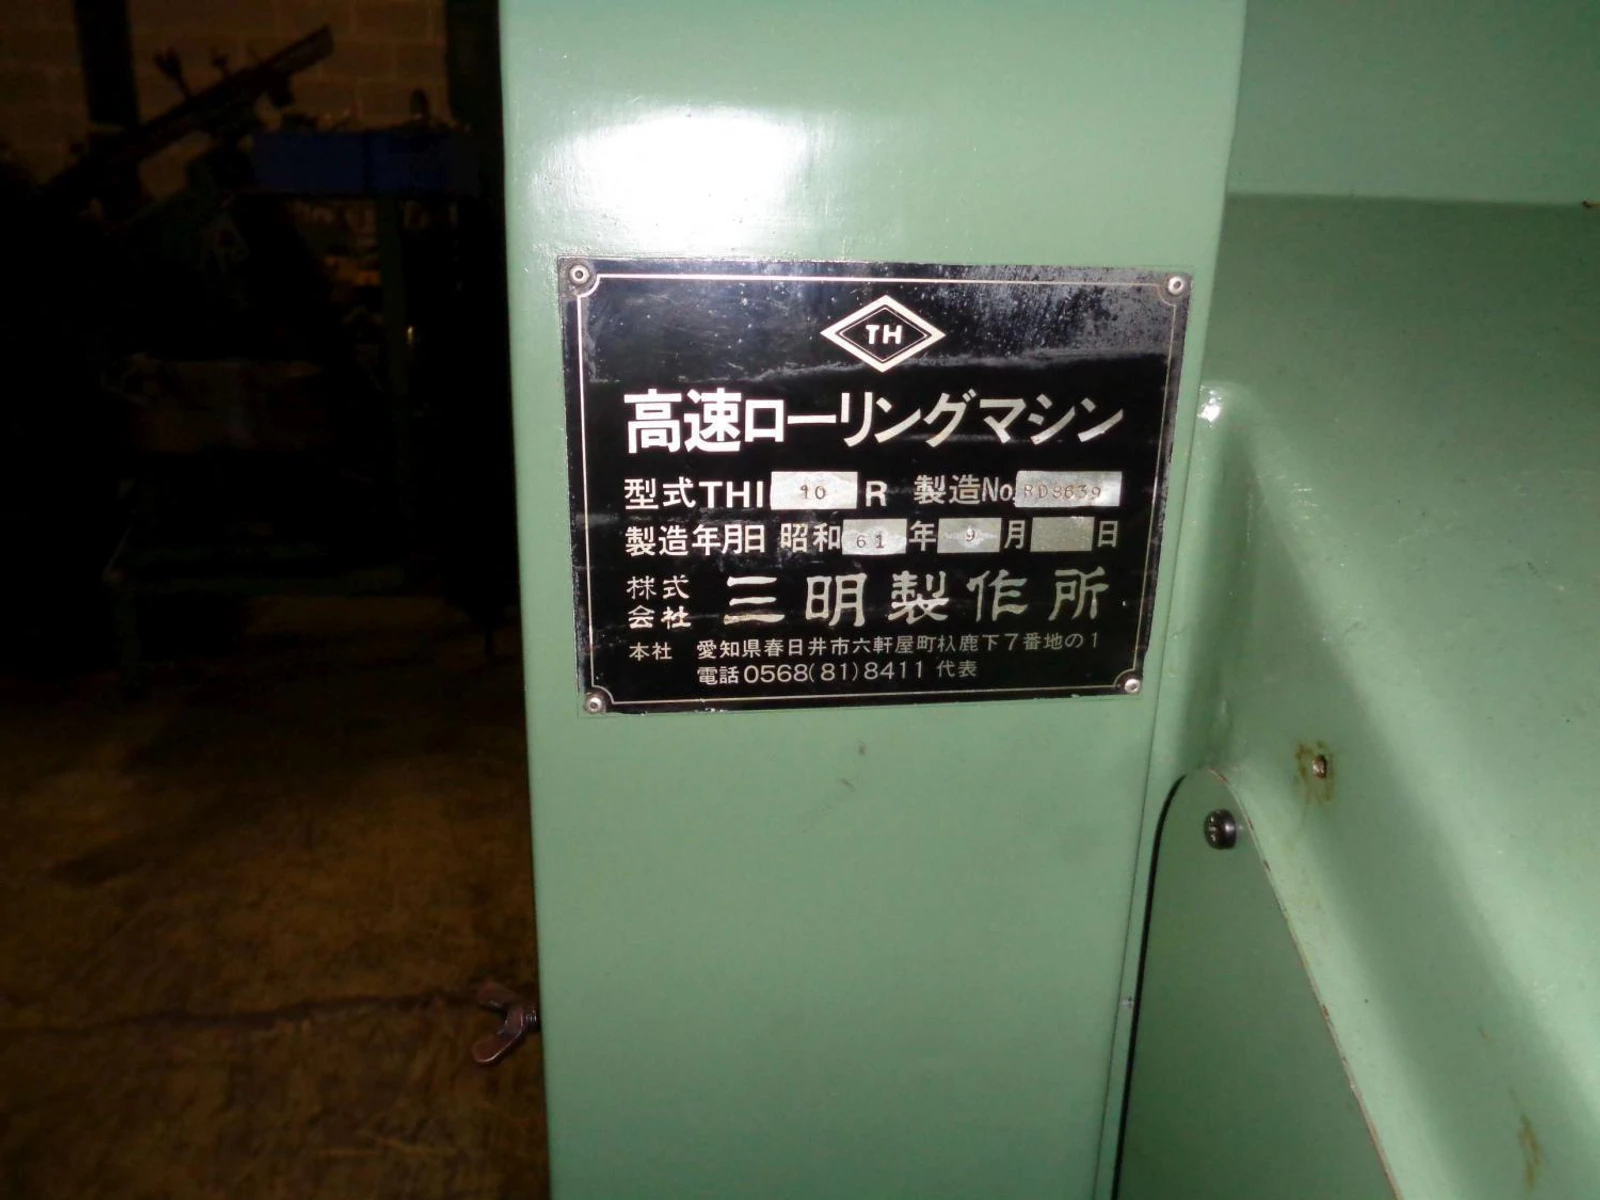 TH
高速ローリングマシン
型式THI 10 R 製造No. RD8639
製造年月日 昭和61年9月 日
株式会社 三明製作所
本社 愛知県春日井市六軒屋町杁鹿下7番地の1
電話0568(81)8411 代表